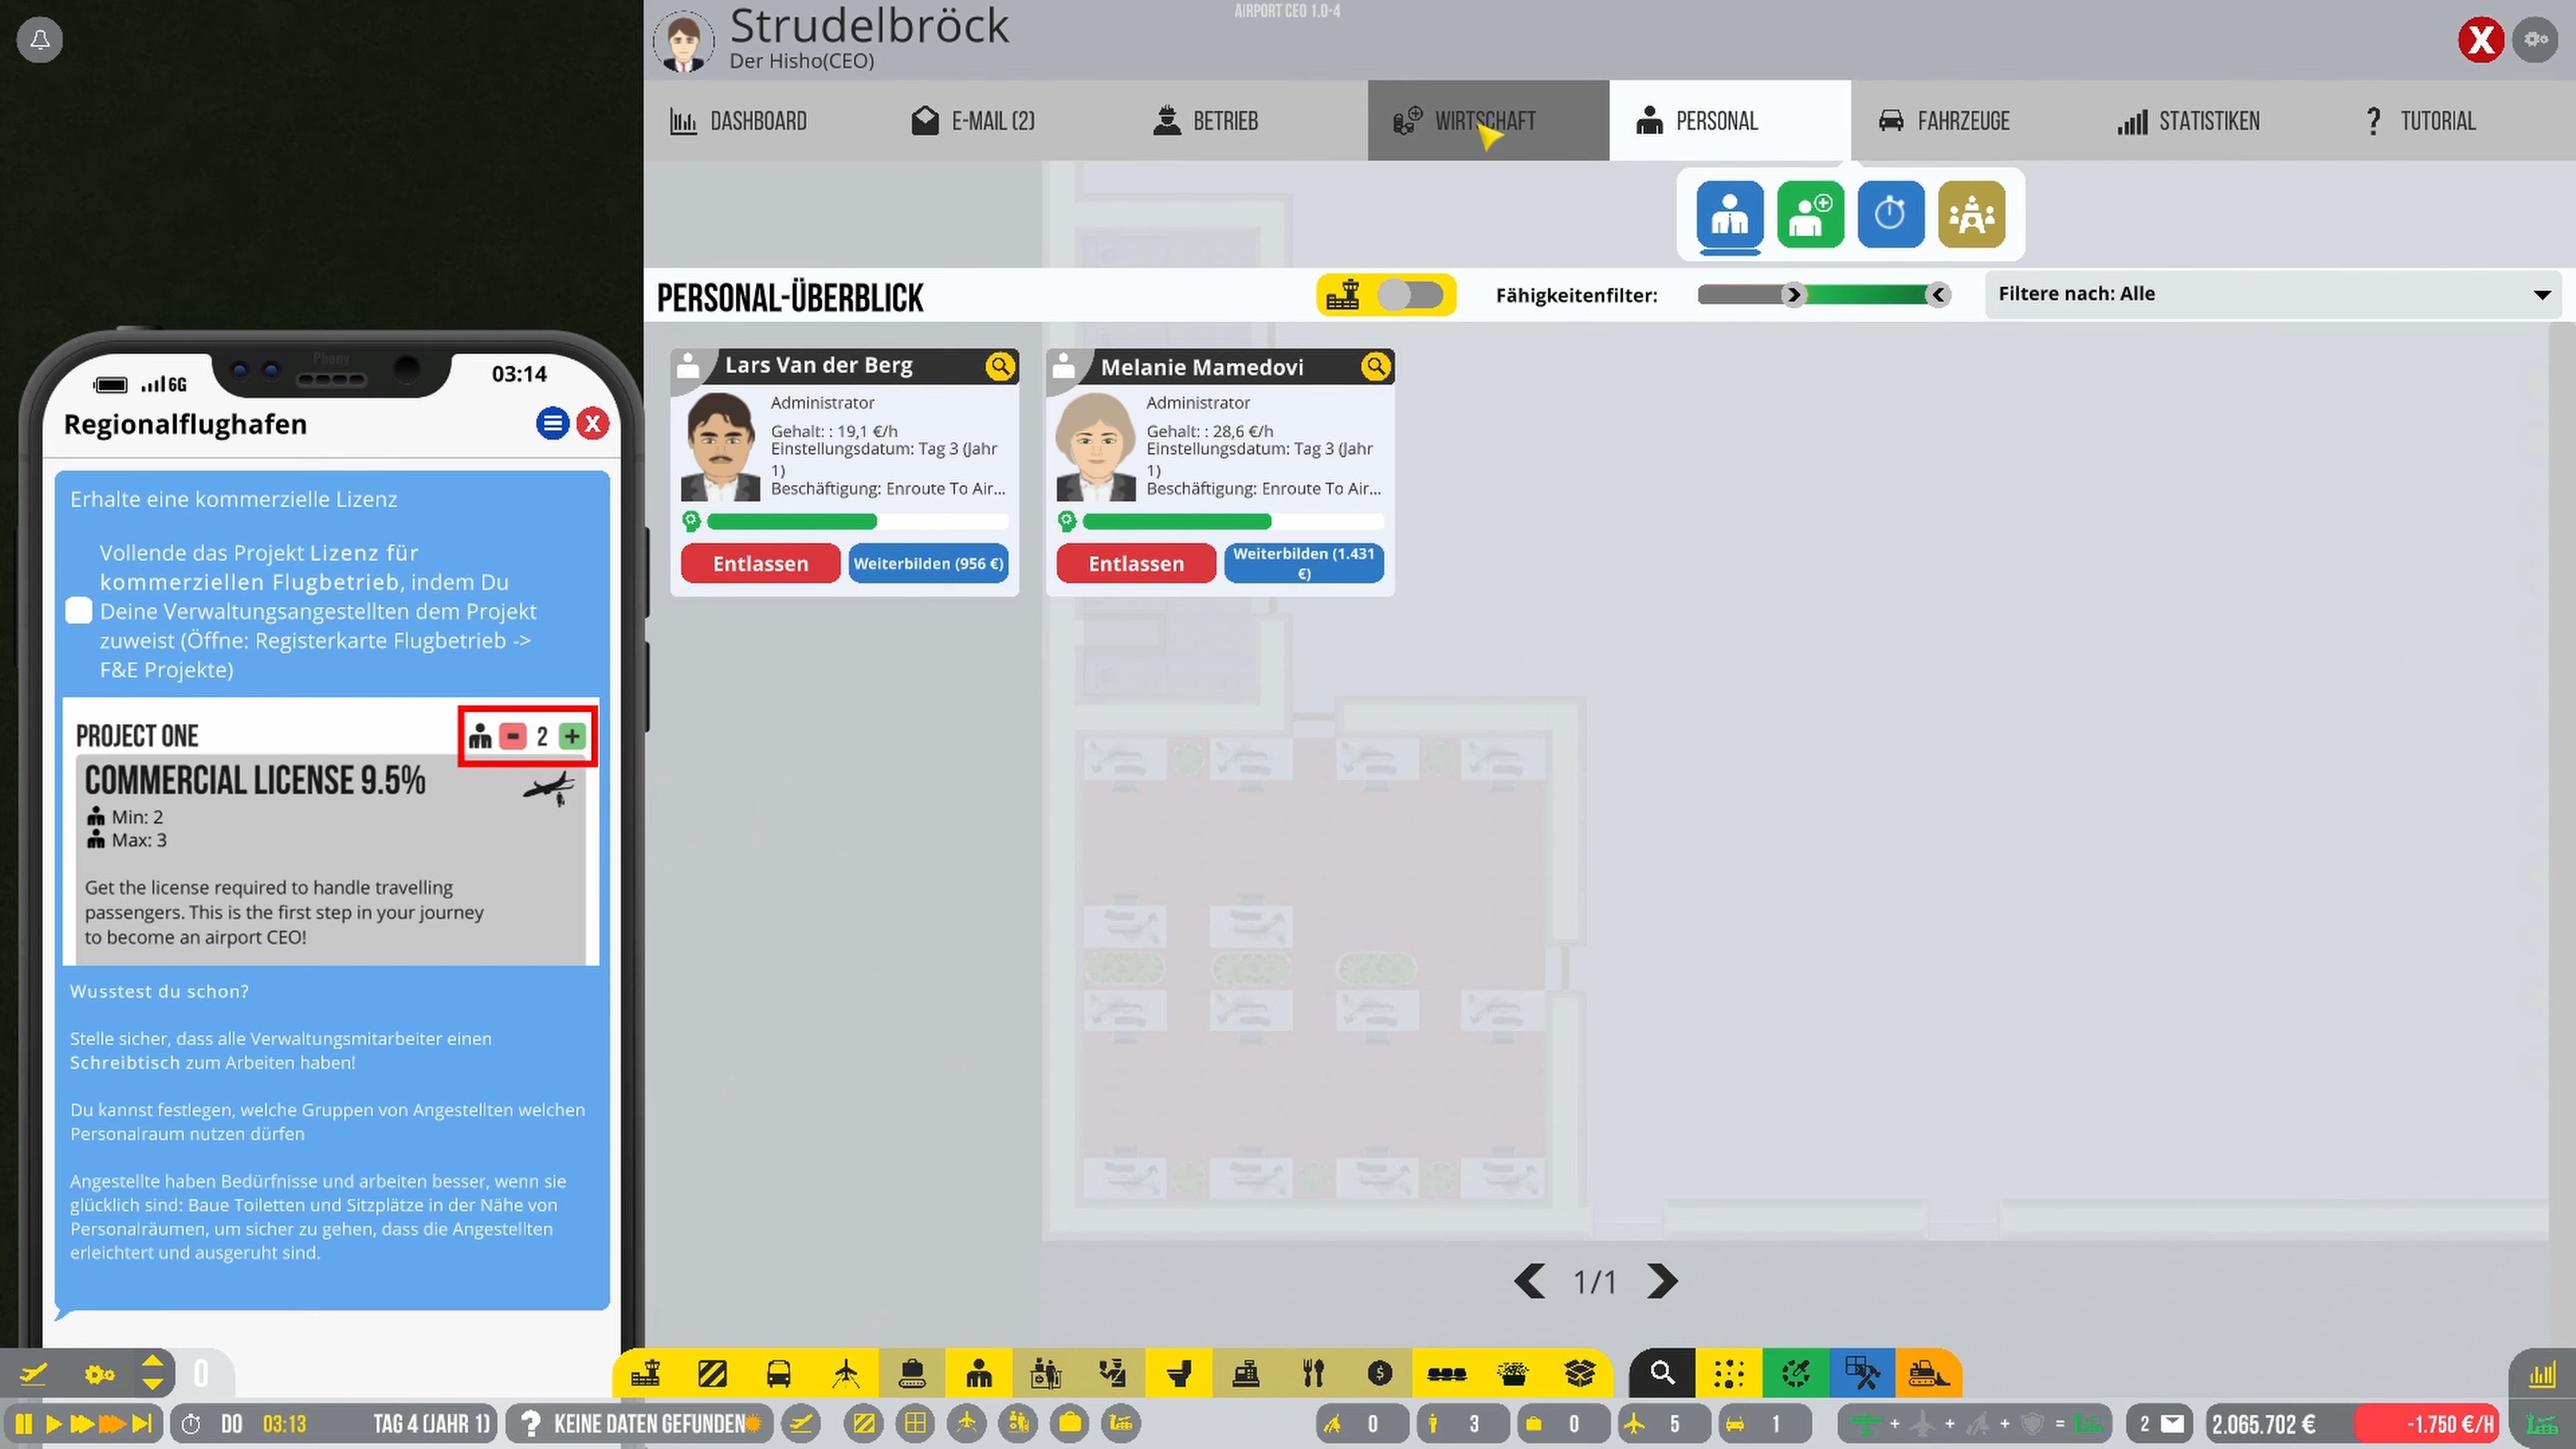 AIRPORT CEO 1.0-4
Strudelbröck
Der Hisho(CEO)
X
DASHBOARD
E-MAIL (2)
BETRIEB
WIRTSCHAFT
PERSONAL
FAHRZEUGE
STATISTIKEN
? TUTORIAL
PERSONAL-ÜBERBLICK
Fähigkeitenfilter:
Filtere nach: Alle
Lars Van der Berg
Administrator
Gehalt: : 19,1 €/h
Einstellungsdatum: Tag 3 (Jahr
1)
Beschäftigung: Enroute To Air...
Entlassen
Weiterbilden (956 €)
Melanie Mamedovi
Administrator
Gehalt: : 28,6 €/h
Einstellungsdatum: Tag 3 (Jahr
1)
Beschäftigung: Enroute To Air...
Entlassen
Weiterbilden (1.431
€)
1/1
Phony
6G
03:14
Regionalflughafen
X
Erhalte eine kommerzielle Lizenz
Vollende das Projekt Lizenz für
kommerziellen Flugbetrieb, indem Du
Deine Verwaltungsangestellten dem Projekt
zuweist (Öffne: Registerkarte Flugbetrieb ->
F&E Projekte)
PROJECT ONE
- 2 +
COMMERCIAL LICENSE 9.5%
Min: 2
Max: 3
Get the license required to handle travelling
passengers. This is the first step in your journey
to become an airport CEO!
Wusstest du schon?
Stelle sicher, dass alle Verwaltungsmitarbeiter einen
Schreibtisch zum Arbeiten haben!
Du kannst festlegen, welche Gruppen von Angestellten welchen
Personalraum nutzen dürfen
Angestellte haben Bedürfnisse und arbeiten besser, wenn sie
glücklich sind: Baue Toiletten und Sitzplätze in der Nähe von
Personalräumen, um sicher zu gehen, dass die Angestellten
erleichtert und ausgeruht sind.
0
DO 03:13 TAG 4 (JAHR 1)
? KEINE DATEN GEFUNDEN
0
3
0
5
1
+ + + =
2
2.065.702 €
-1.750 €/H